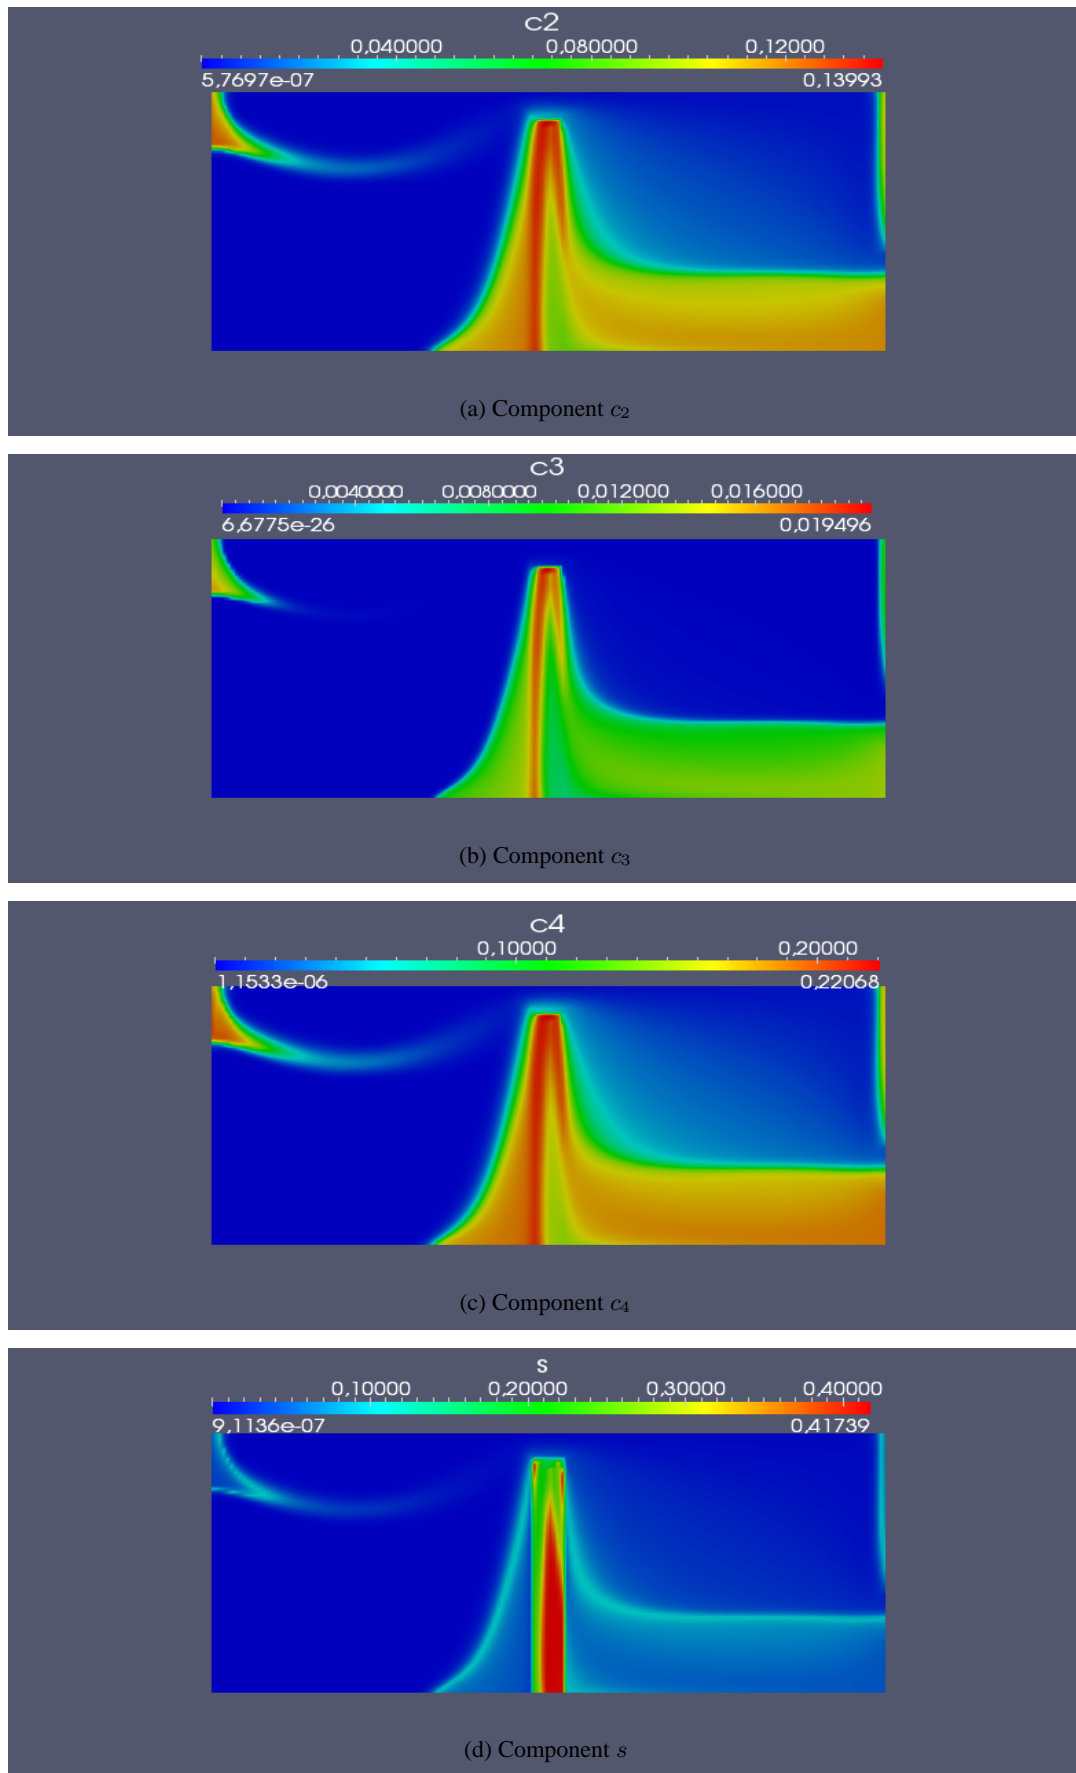 c2
0,040000 0,080000 0,12000
5,7697e-07 0,13993
(a) Component c₂
c3
0,0040000 0,0080000 0,012000 0,016000
6,6775e-26 0,019496
(b) Component c₃
c4
0,10000 0,20000
1,1533e-06 0,22068
(c) Component c₄
s
0,10000 0,20000 0,30000 0,40000
9,1136e-07 0,41739
(d) Component s